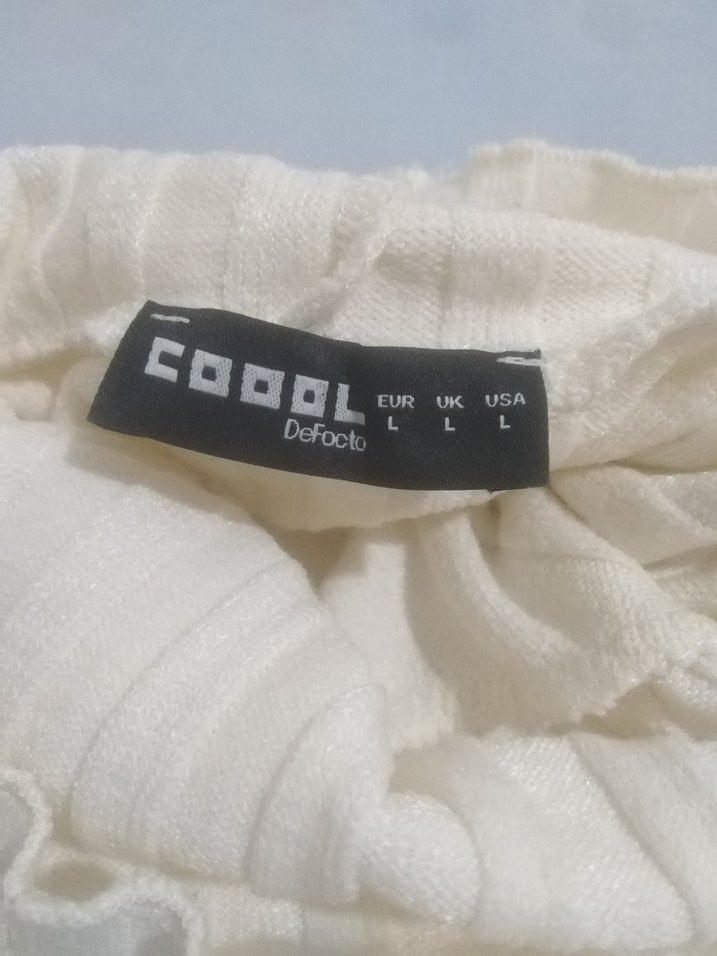 COOOL
DeFacto
EUR UK USA
L L L